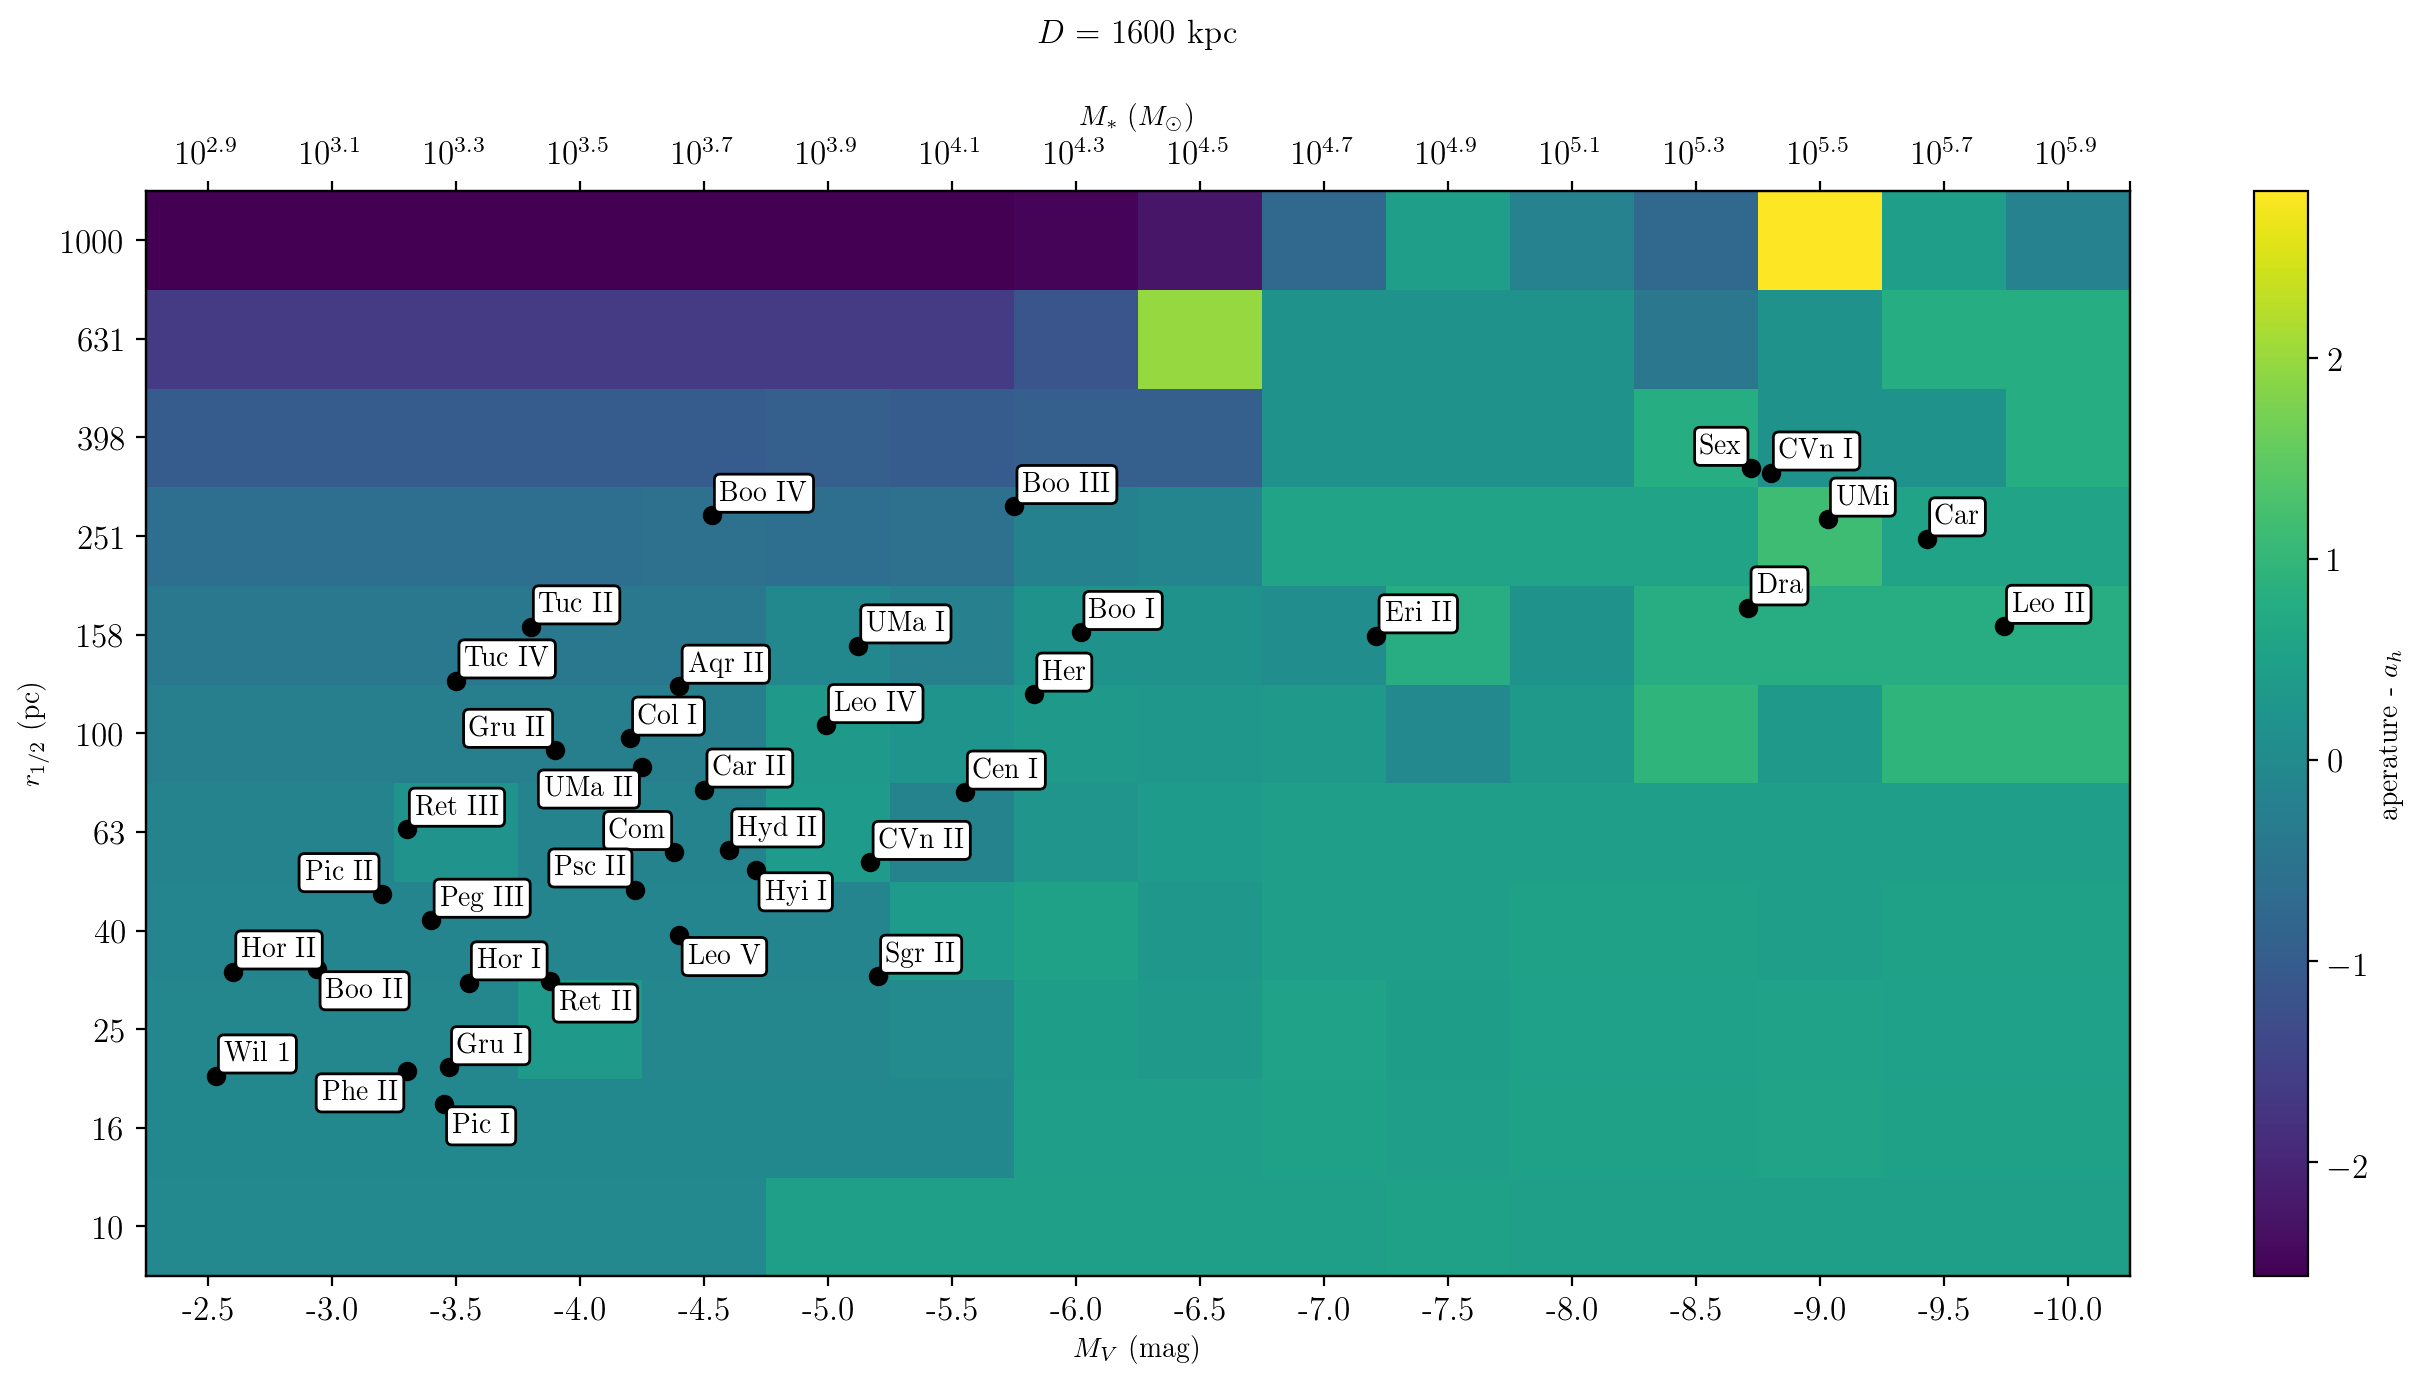 D = 1600 kpc
M∗ (M⊙)
10^2.9 10^3.1 10^3.3 10^3.5 10^3.7 10^3.9 10^4.1 10^4.3 10^4.5 10^4.7 10^4.9 10^5.1 10^5.3 10^5.5 10^5.7 10^5.9
1000
631
398
251
158
100
63
40
25
16
10
r1/2 (pc)
Sex
CVn I
Boo IV
Boo III
UMi
Car
Tuc II
UMa I
Boo I
Eri II
Dra
Leo II
Tuc IV
Aqr II
Her
Gru II
Col I
Leo IV
UMa II
Car II
Cen I
Ret III
Com
Hyd II
CVn II
Pic II
Psc II
Hyi I
Peg III
Hor II
Boo II
Hor I
Ret II
Leo V
Sgr II
Wil 1
Gru I
Phe II
Pic I
-2.5 -3.0 -3.5 -4.0 -4.5 -5.0 -5.5 -6.0 -6.5 -7.0 -7.5 -8.0 -8.5 -9.0 -9.5 -10.0
MV (mag)
2
1
0
−1
−2
aperature - ah